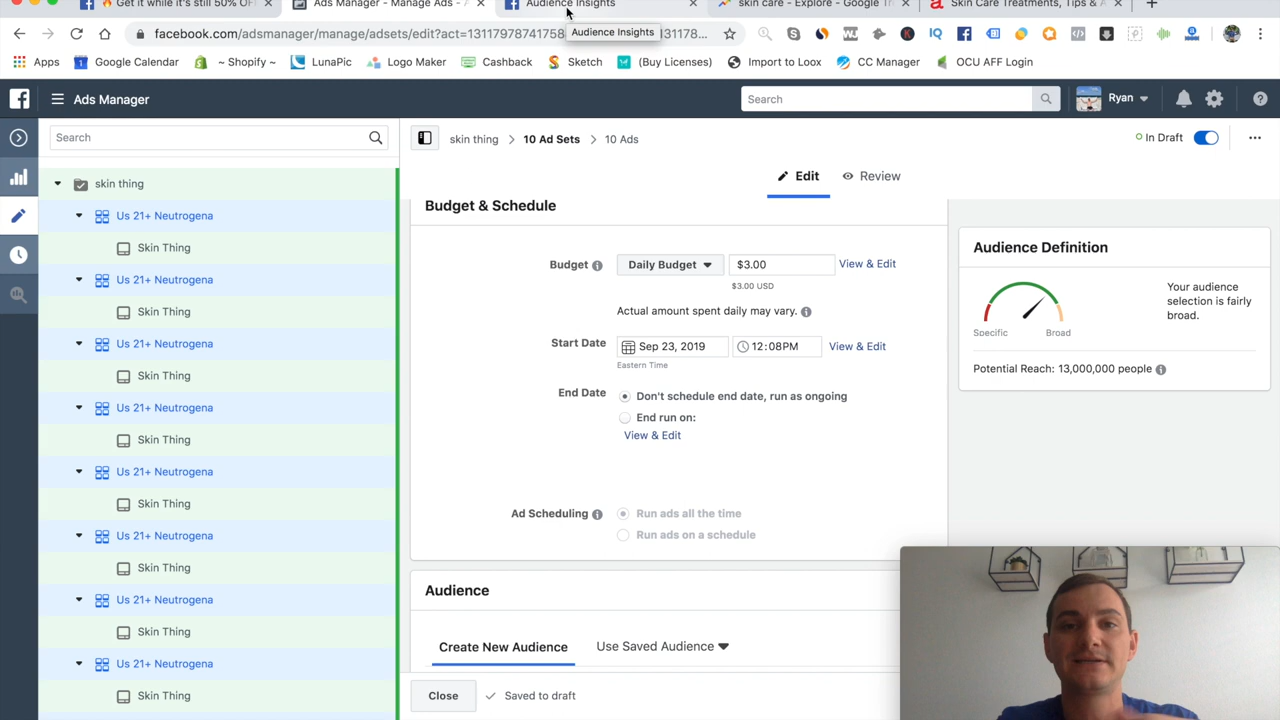 🔥 Get it while it's still 50% OFF
Ads Manager - Manage Ads - A
Audience Insights
skin care - Explore - Google Tr
Skin Care Treatments, Tips & A
facebook.com/adsmanager/manage/adsets/edit?act=13117978741758
131178...
Audience Insights
Apps
Google Calendar
~ Shopify ~
LunaPic
Logo Maker
Cashback
Sketch
(Buy Licenses)
Import to Loox
CC Manager
OCU AFF Login
Ads Manager
Search
Ryan
Search
skin thing
10 Ad Sets
10 Ads
In Draft
Edit
Review
skin thing
Us 21+ Neutrogena
Skin Thing
Us 21+ Neutrogena
Skin Thing
Us 21+ Neutrogena
Skin Thing
Us 21+ Neutrogena
Skin Thing
Us 21+ Neutrogena
Skin Thing
Us 21+ Neutrogena
Skin Thing
Us 21+ Neutrogena
Skin Thing
Us 21+ Neutrogena
Skin Thing
Budget & Schedule
Budget
Daily Budget
$3.00
View & Edit
$3.00 USD
Actual amount spent daily may vary.
Start Date
Sep 23, 2019
12:08PM
View & Edit
Eastern Time
End Date
Don't schedule end date, run as ongoing
End run on:
View & Edit
Ad Scheduling
Run ads all the time
Run ads on a schedule
Audience
Create New Audience
Use Saved Audience
Close
Saved to draft
Audience Definition
Your audience
selection is fairly
broad.
Specific
Broad
Potential Reach: 13,000,000 people